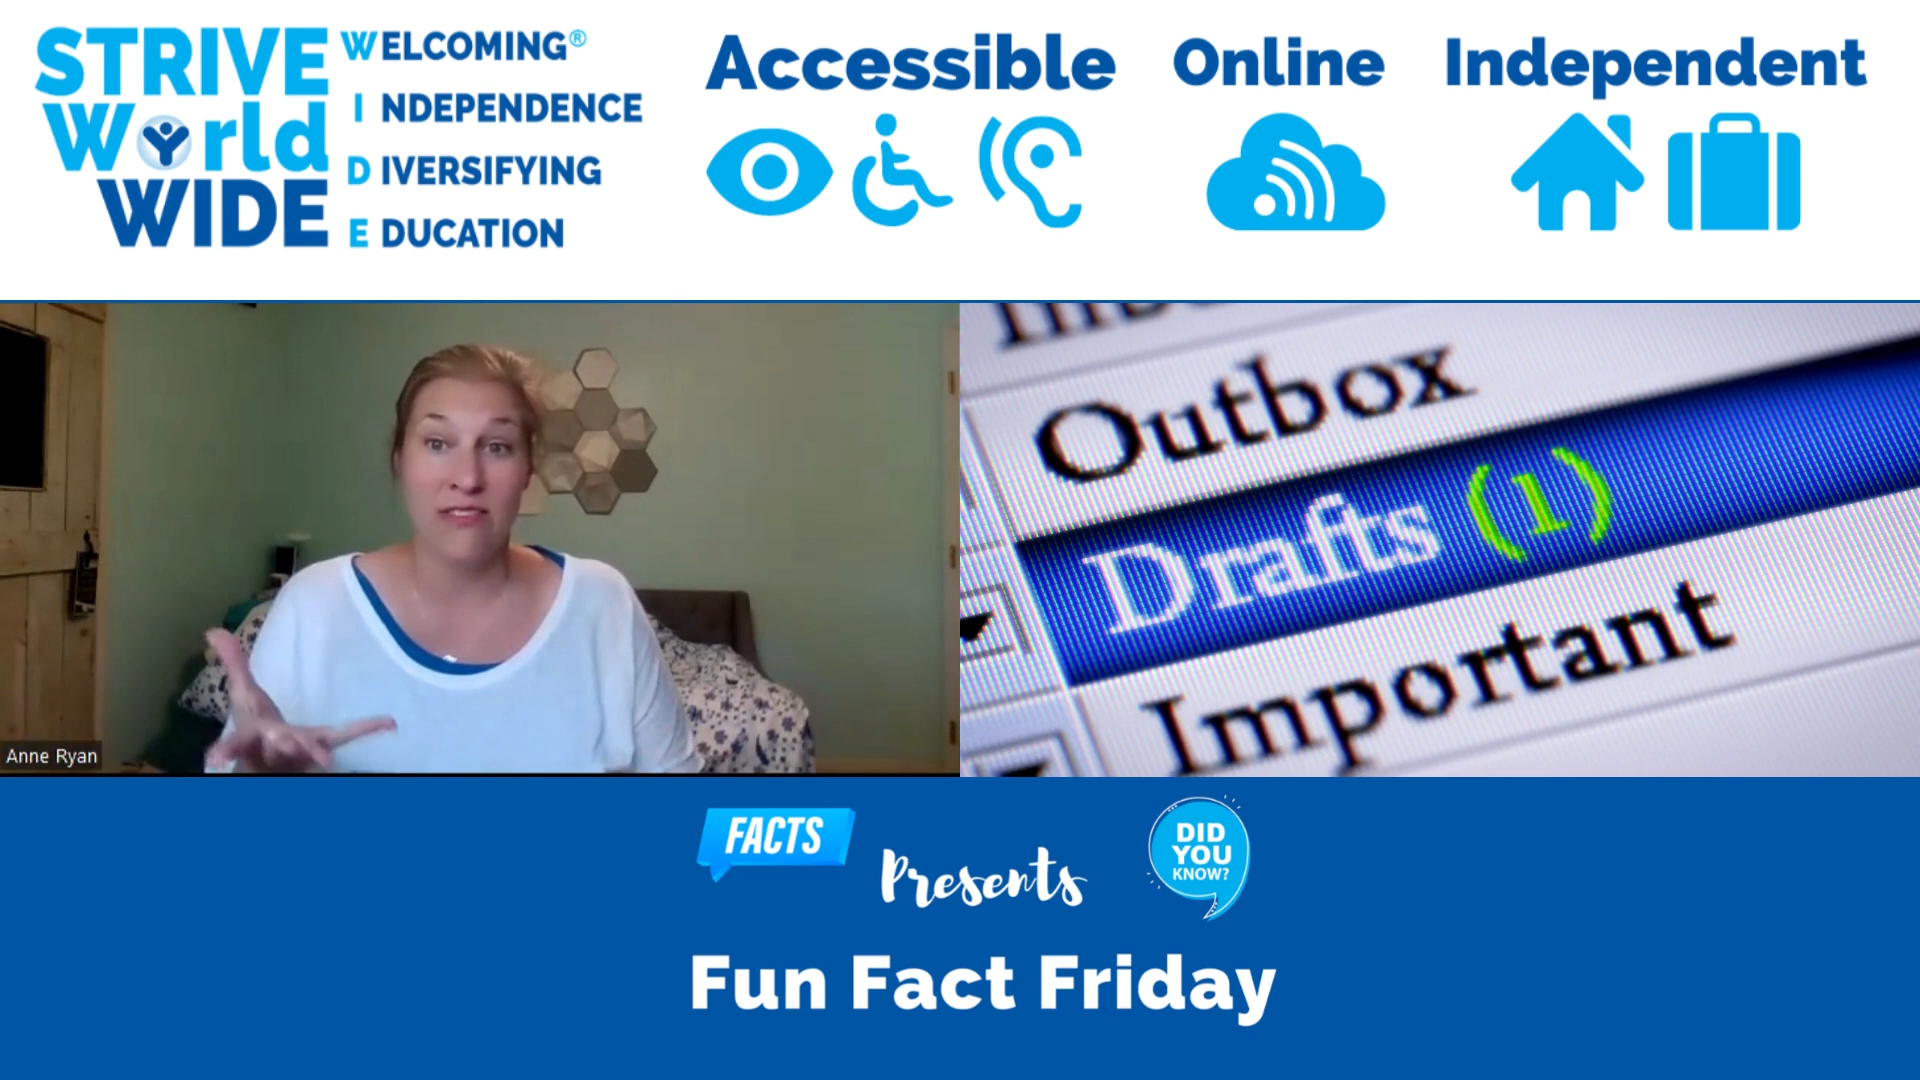 STRIVE
World
WIDE
WELCOMING®
INDEPENDENCE
DIVERSIFYING
EDUCATION
Accessible
Online
Independent
Anne Ryan
Outbox
Drafts (1)
Important
FACTS
Presents
DID
YOU
KNOW?
Fun Fact Friday